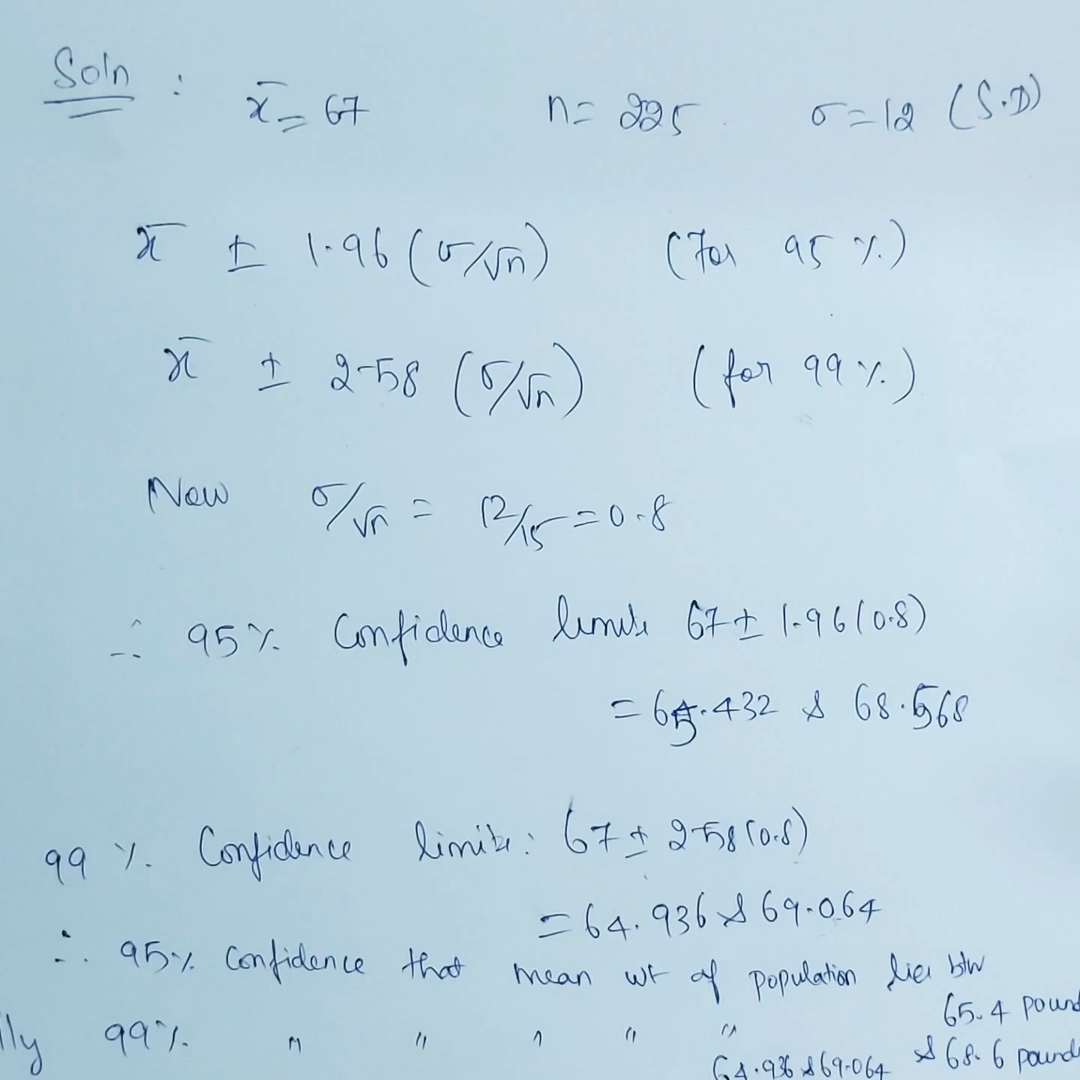 Soln : x̄ = 67 n = 225 σ = 12 (S.D)
x̄ ± 1.96 (σ/√n) (For 95 %)
x̄ ± 2.58 (σ/√n) (for 99 %)
Now σ/√n = 12/15 = 0.8
∴ 95% Confidence limits 67 ± 1.96(0.8)
= 65.432 & 68.568
99 %. Confidence limits: 67 ± 2.58(0.8)
= 64.936 & 69.064
∴ 95% Confidence that mean wt of population lies btw
65.4 pound
lly 99% " " " " "
& 68.6 pounds
64.936 & 69.064